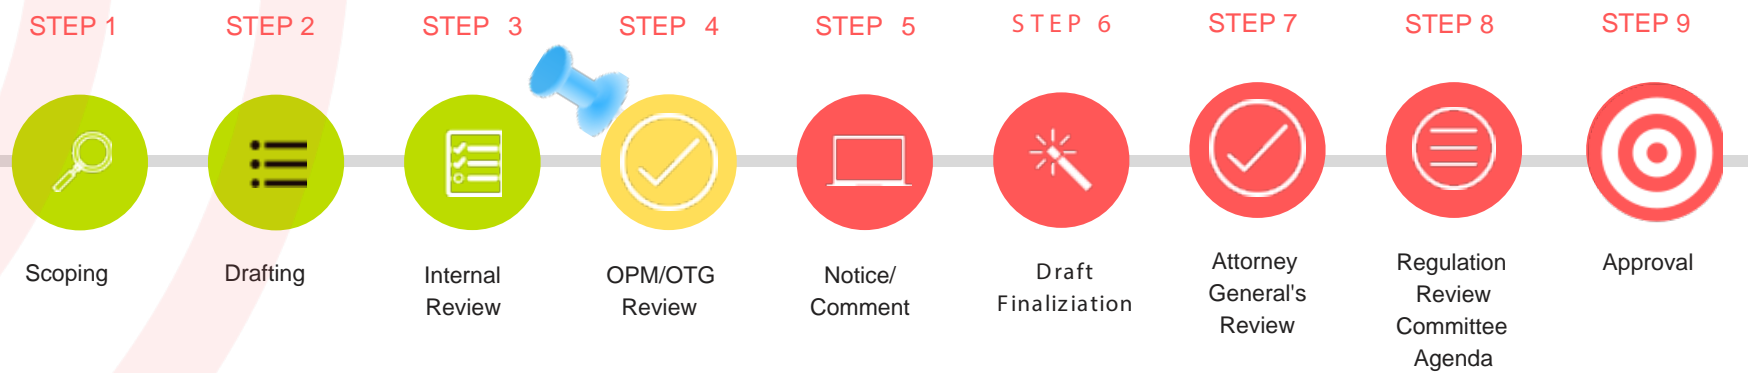 STEP 1
STEP 2
STEP 3
STEP 4
STEP 5
STEP 6
STEP 7
STEP 8
STEP 9
Scoping
Drafting
Internal
Review
OPM/OTG
Review
Notice/
Comment
Draft
Finaliziation
Attorney
General's
Review
Regulation
Review
Committee
Agenda
Approval